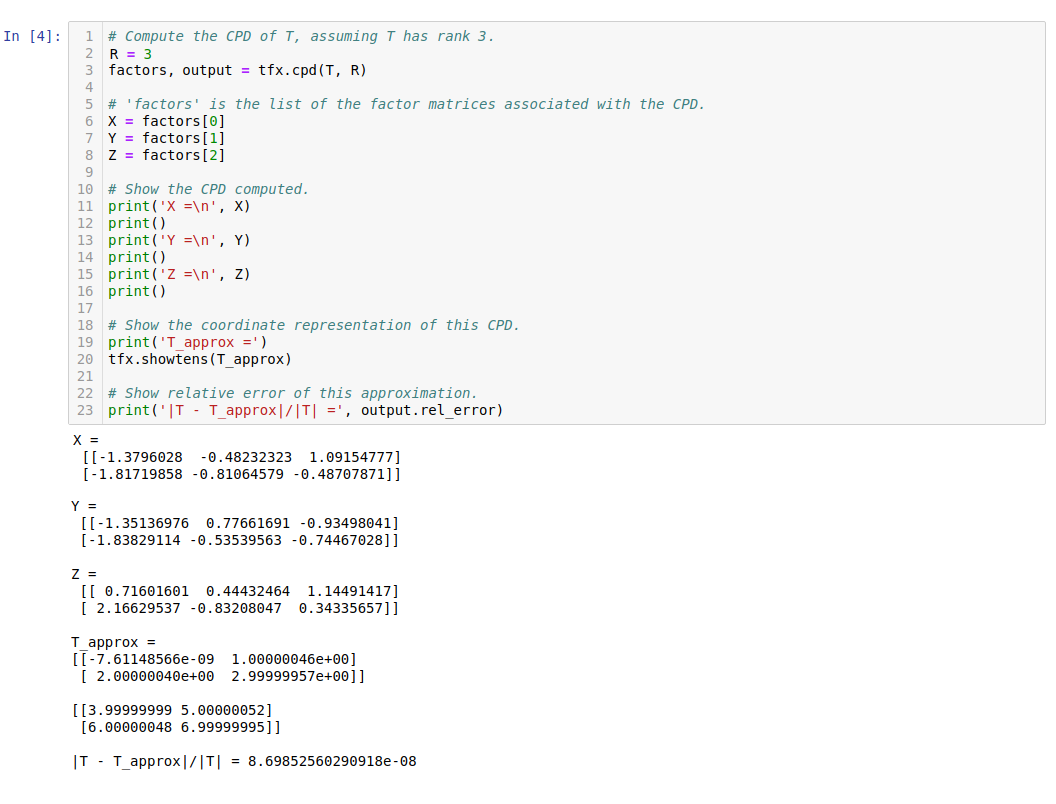 In [4]:
1 # Compute the CPD of T, assuming T has rank 3.
2 R = 3
3 factors, output = tfx.cpd(T, R)
4
5 # 'factors' is the list of the factor matrices associated with the CPD.
6 X = factors[0]
7 Y = factors[1]
8 Z = factors[2]
9
10 # Show the CPD computed.
11 print('X =\n', X)
12 print()
13 print('Y =\n', Y)
14 print()
15 print('Z =\n', Z)
16 print()
17
18 # Show the coordinate representation of this CPD.
19 print('T_approx =')
20 tfx.showtens(T_approx)
21
22 # Show relative error of this approximation.
23 print('|T - T_approx|/|T| =', output.rel_error)
X =
[[-1.3796028 -0.48232323 1.09154777]
[-1.81719858 -0.81064579 -0.48707871]]
Y =
[[-1.35136976 0.77661691 -0.93498041]
[-1.83829114 -0.53539563 -0.74467028]]
Z =
[[ 0.71601601 0.44432464 1.14491417]
[ 2.16629537 -0.83208047 0.34335657]]
T_approx =
[[-7.61148566e-09 1.00000046e+00]
[ 2.00000040e+00 2.99999957e+00]]
[[3.99999999 5.00000052]
[6.00000048 6.99999995]]
|T - T_approx|/|T| = 8.69852560290918e-08